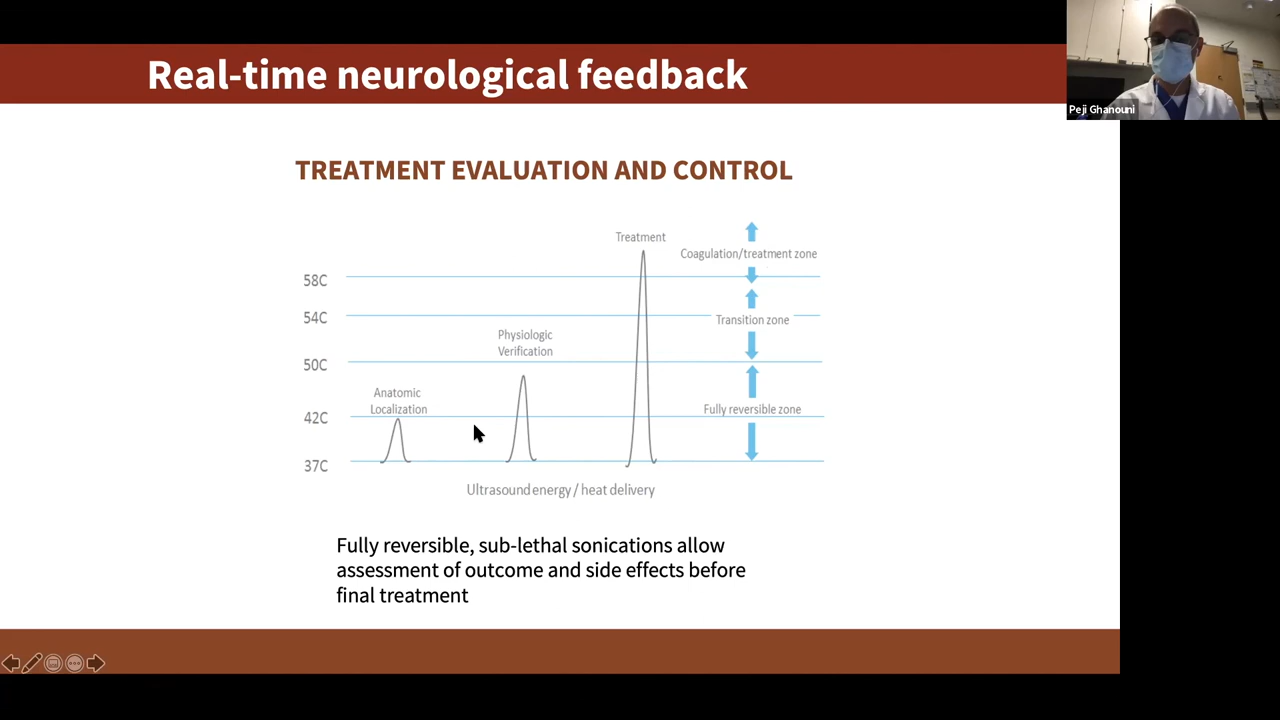 Real-time neurological feedback
Peji Ghanouni
TREATMENT EVALUATION AND CONTROL
Treatment
Coagulation/treatment zone
58C
54C
Transition zone
Physiologic
Verification
50C
Anatomic
Localization
Fully reversible zone
42C
37C
Ultrasound energy / heat delivery
Fully reversible, sub-lethal sonications allow
assessment of outcome and side effects before
final treatment